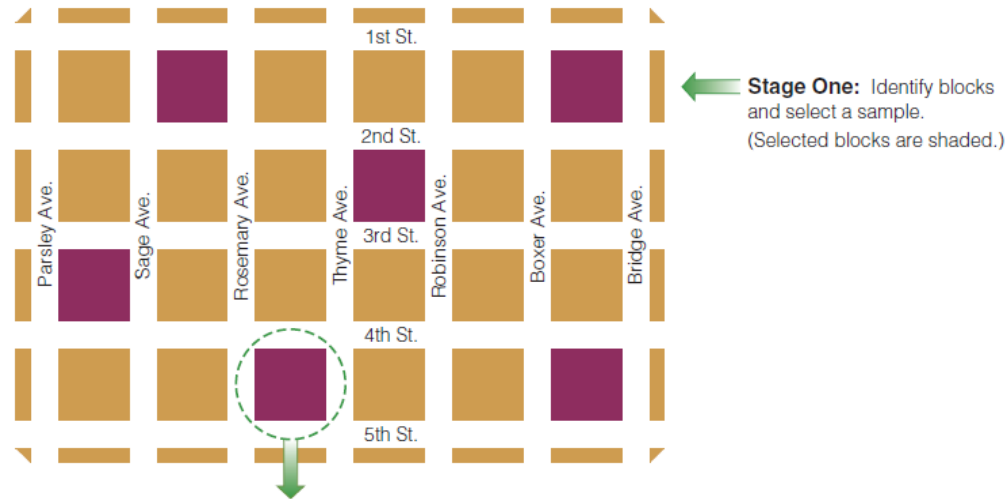 1st St.
Stage One: Identify blocks
and select a sample.
(Selected blocks are shaded.)
2nd St.
Parsley Ave.
Sage Ave.
Rosemary Ave.
Thyme Ave.
Robinson Ave.
Boxer Ave.
Bridge Ave.
3rd St.
4th St.
5th St.